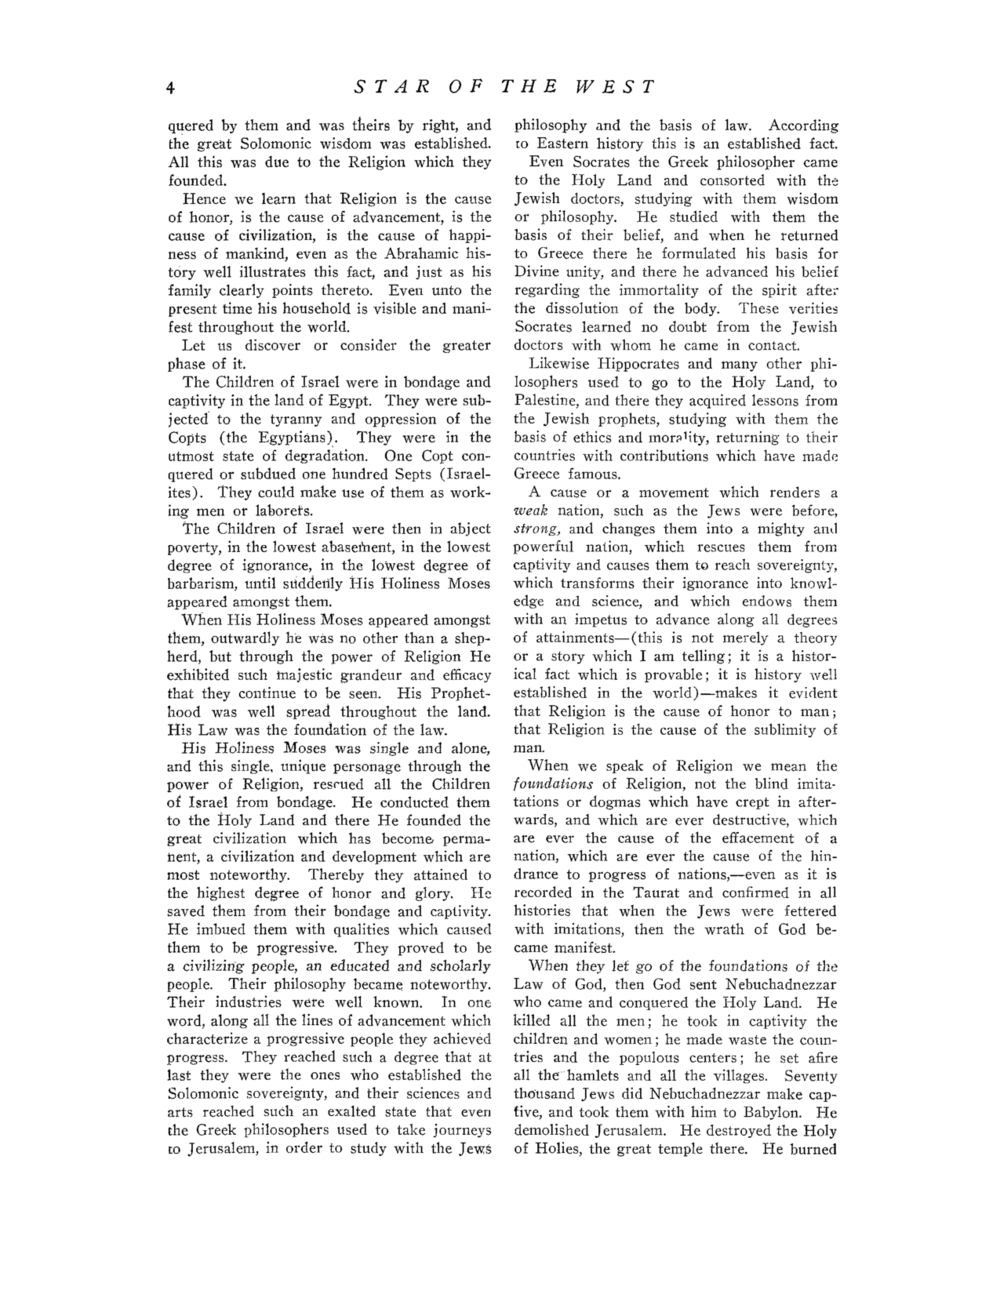 4 STAR OF THE WEST
quered by them and was theirs by right, and
the great Solomonic wisdom was established.
All this was due to the Religion which they
founded.
Hence we learn that Religion is the cause
of honor, is the cause of advancement, is the
cause of civilization, is the cause of happi-
ness of mankind, even as the Abrahamic his-
tory well illustrates this fact, and just as his
family clearly points thereto. Even unto the
present time his household is visible and mani-
fest throughout the world.
Let us discover or consider the greater
phase of it.
The Children of Israel were in bondage and
captivity in the land of Egypt. They were sub-
jected to the tyranny and oppression of the
Copts (the Egyptians). They were in the
utmost state of degradation. One Copt con-
quered or subdued one hundred Septs (Israel-
ites). They could make use of them as work-
ing men or laborers.
The Children of Israel were then in abject
poverty, in the lowest abasement, in the lowest
degree of ignorance, in the lowest degree of
barbarism, until suddenly His Holiness Moses
appeared amongst them.
When His Holiness Moses appeared amongst
them, outwardly he was no other than a shep-
herd, but through the power of Religion He
exhibited such majestic grandeur and efficacy
that they continue to be seen. His Prophet-
hood was well spread throughout the land.
His Law was the foundation of the law.
His Holiness Moses was single and alone,
and this single, unique personage through the
power of Religion, rescued all the Children
of Israel from bondage. He conducted them
to the Holy Land and there He founded the
great civilization which has become perma-
nent, a civilization and development which are
most noteworthy. Thereby they attained to
the highest degree of honor and glory. He
saved them from their bondage and captivity.
He imbued them with qualities which caused
them to be progressive. They proved to be
a civilizing people, an educated and scholarly
people. Their philosophy became noteworthy.
Their industries were well known. In one
word, along all the lines of advancement which
characterize a progressive people they achieved
progress. They reached such a degree that at
last they were the ones who established the
Solomonic sovereignty, and their sciences and
arts reached such an exalted state that even
the Greek philosophers used to take journeys
to Jerusalem, in order to study with the Jews
philosophy and the basis of law. According
to Eastern history this is an established fact.
Even Socrates the Greek philosopher came
to the Holy Land and consorted with the
Jewish doctors, studying with them wisdom
or philosophy. He studied with them the
basis of their belief, and when he returned
to Greece there he formulated his basis for
Divine unity, and there he advanced his belief
regarding the immortality of the spirit after
the dissolution of the body. These verities
Socrates learned no doubt from the Jewish
doctors with whom he came in contact.
Likewise Hippocrates and many other phi-
losophers used to go to the Holy Land, to
Palestine, and there they acquired lessons from
the Jewish prophets, studying with them the
basis of ethics and morality, returning to their
countries with contributions which have made
Greece famous.
A cause or a movement which renders a
weak nation, such as the Jews were before,
strong, and changes them into a mighty and
powerful nation, which rescues them from
captivity and causes them to reach sovereignty,
which transforms their ignorance into knowl-
edge and science, and which endows them
with an impetus to advance along all degrees
of attainments—(this is not merely a theory
or a story which I am telling; it is a histor-
ical fact which is provable; it is history well
established in the world)—makes it evident
that Religion is the cause of honor to man;
that Religion is the cause of the sublimity of
man.
When we speak of Religion we mean the
foundations of Religion, not the blind imita-
tations or dogmas which have crept in after-
wards, and which are ever destructive, which
are ever the cause of the effacement of a
nation, which are ever the cause of the hin-
drance to progress of nations,—even as it is
recorded in the Taurat and confirmed in all
histories that when the Jews were fettered
with imitations, then the wrath of God be-
came manifest.
When they let go of the foundations of the
Law of God, then God sent Nebuchadnezzar
who came and conquered the Holy Land. He
killed all the men; he took in captivity the
children and women; he made waste the coun-
tries and the populous centers; he set afire
all the hamlets and all the villages. Seventy
thousand Jews did Nebuchadnezzar make cap-
tive, and took them with him to Babylon. He
demolished Jerusalem. He destroyed the Holy
of Holies, the great temple there. He burned